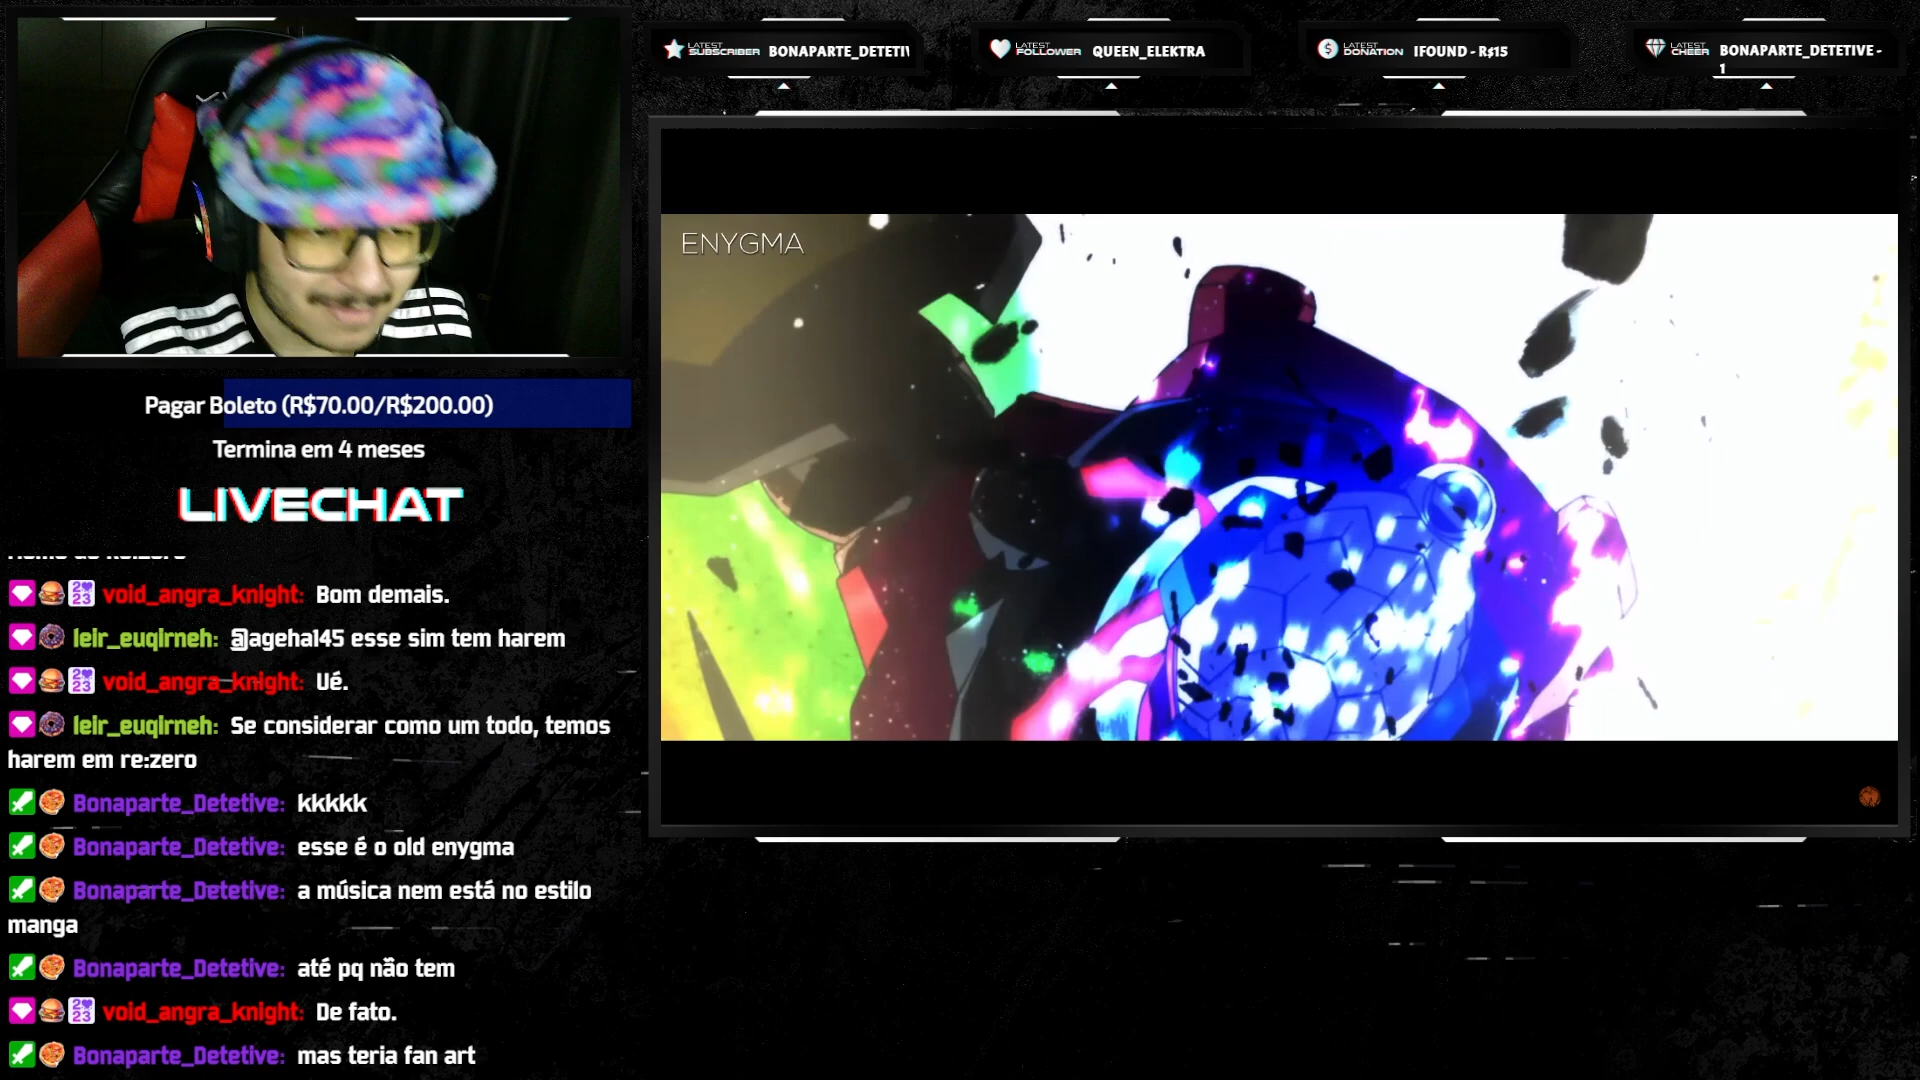 LATEST SUBSCRIBER BONAPARTE_DETETIV
LATEST FOLLOWER QUEEN_ELEKTRA
LATEST DONATION IFOUND - R$15
LATEST CHEER BONAPARTE_DETETIVE - 1
ENYGMA
Pagar Boleto (R$70.00/R$200.00)
Termina em 4 meses
LIVECHAT
void_angra_knight: Bom demais.
leir_euqirneh: @ageha145 esse sim tem harem
void_angra_knight: Ué.
leir_euqirneh: Se considerar como um todo, temos
harem em re:zero
Bonaparte_Detetive: kkkkk
Bonaparte_Detetive: esse é o old enygma
Bonaparte_Detetive: a música nem está no estilo
manga
Bonaparte_Detetive: até pq não tem
void_angra_knight: De fato.
Bonaparte_Detetive: mas teria fan art